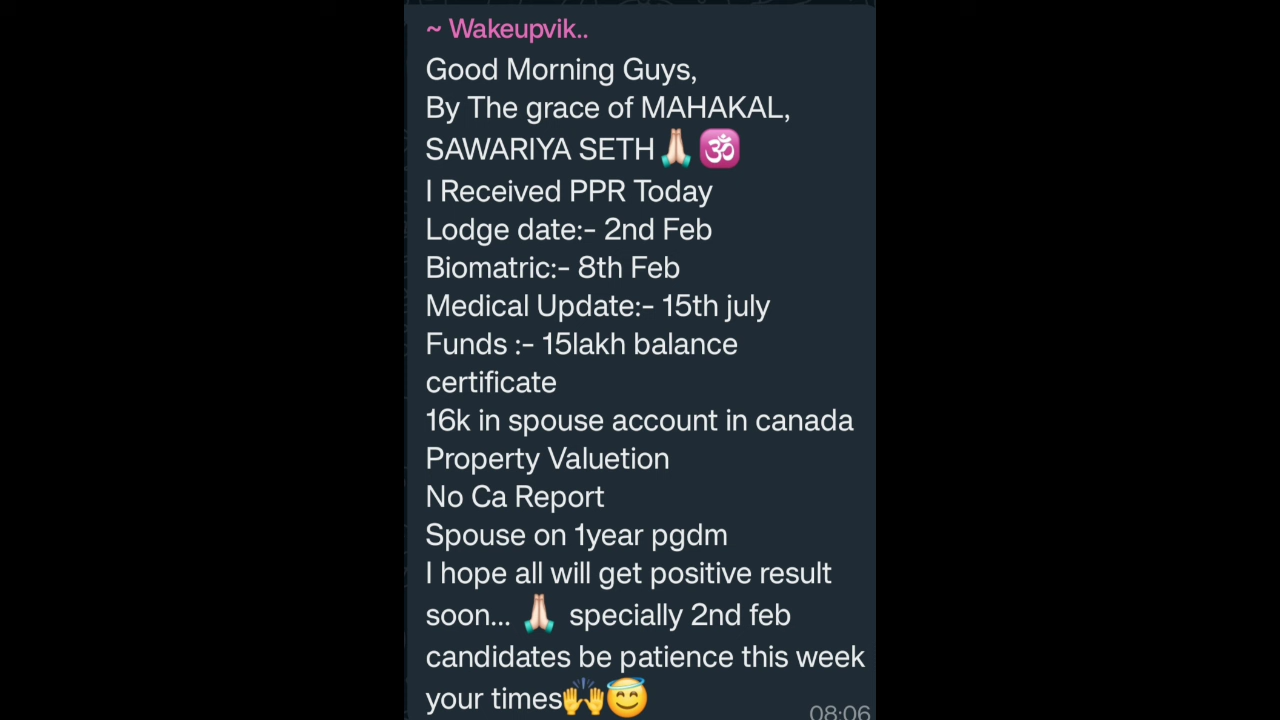 ~ Wakeupvik..
Good Morning Guys,
By The grace of MAHAKAL,
SAWARIYA SETH🙏🏻🕉️
I Received PPR Today
Lodge date:- 2nd Feb
Biomatric:- 8th Feb
Medical Update:- 15th july
Funds :- 15lakh balance
certificate
16k in spouse account in canada
Property Valuetion
No Ca Report
Spouse on 1year pgdm
I hope all will get positive result
soon... 🙏🏻 specially 2nd feb
candidates be patience this week
your times🙌😇
08:06